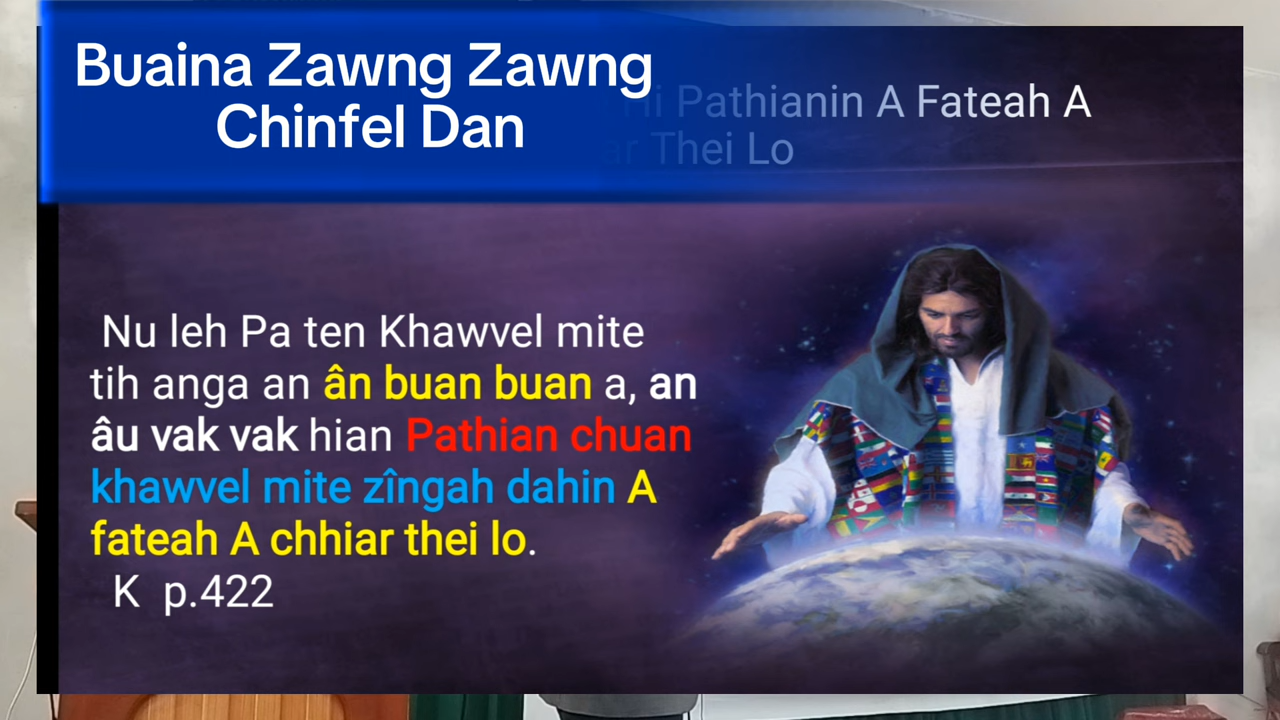 Buaina Zawng Zawng
Chinfel Dan
Hi Pathianin A Fateah A
Thei Lo
Nu leh Pa ten Khawvel mite
tih anga an ân buan buan a, an
âu vak vak hian Pathian chuan
khawvel mite zîngah dahin A
fateah A chhiar thei lo.
K p.422